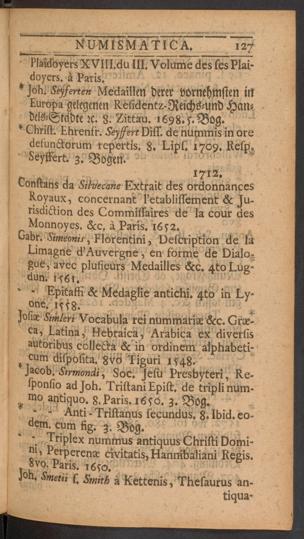 NUMISMATICA. 127
Plaidoyers XVIII. du III. Volume des ses Plai-
doyers. à Paris.
* Joh. Seyfferten Medaillen derer vornehmsten in
Europa gelegenen Residentz-Reichs-und Han-
dels-Städte ꝛc. 8. Zittau. 1698. 5. Bog.
* Christ. Ehrenfr. Seyffert Diss. de nummis in ore
defunctorum repertis. 8. Lips. 1709. Resp.
Seyffert. 3. Bogen.
1712.
Constans da Silvecane Extrait des ordonnances
Royaux, concernant l'etablissement & Ju-
risdiction des Commissaires de la cour des
Monnoyes. &c. à Paris. 1652.
Gabr. Simeonis, Florentini, Description de la
Limagne d'Auvergne, en forme de Dialo-
gue, avec plusieurs Medailles &c. 4to Lug-
dun. 1561.
- - Epitaffi & Medaglie antichi. 4to in Ly-
one. 1558.
Josiæ Simleri Vocabula rei nummariæ &c. Græ-
ca, Latina, Hebraica, Arabica ex diversis
autoribus collecta & in ordinem alphabeti-
cum disposita. 8vo Tiguri 1548.
* Jacob. Sirmondi, Soc. Jesu Presbyteri, Re-
sponsio ad Joh. Tristani Epist. de tripli num-
mo antiquo. 8. Paris. 1650. 3. Bog.
* - - Anti-Tristanus secundus. 8. Ibid. eo-
dem. cum fig. 3. Bog.
- - Triplex nummus antiquus Christi Domi-
ni, Perperenæ civitatis, Hannibaliani Regis.
8vo. Paris. 1650.
Joh. Smetii s. Smith à Kettenis, Thesaurus an-
tiqua-